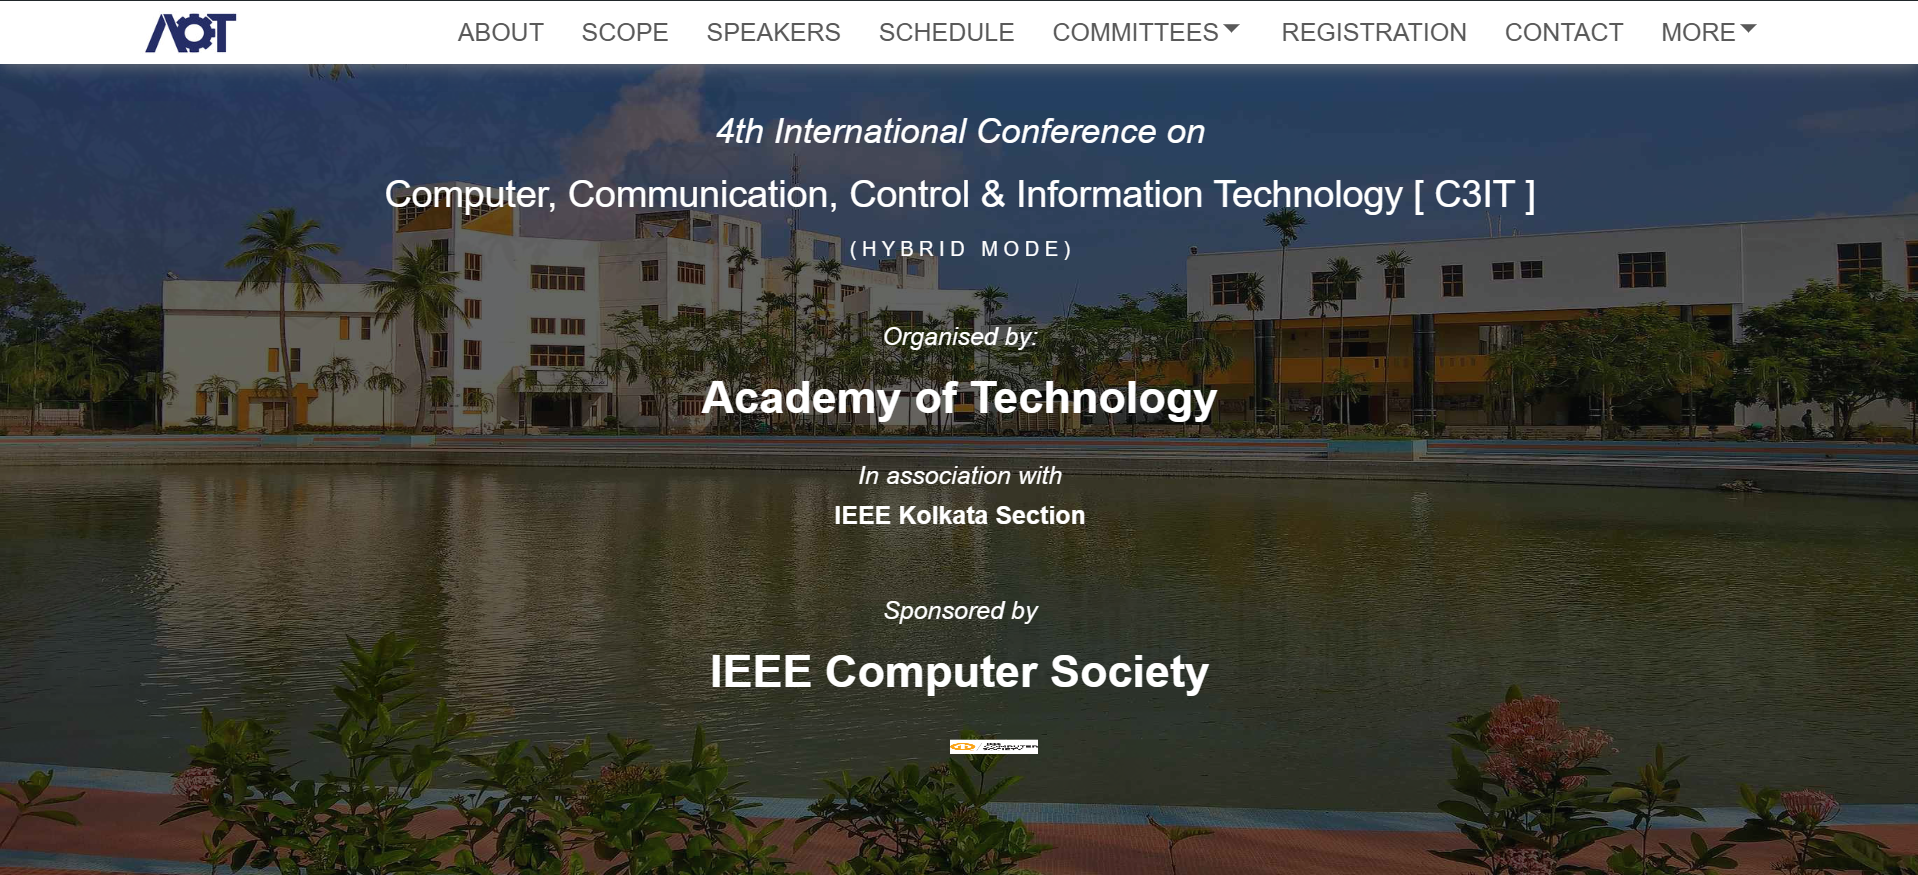 AOT
ABOUT SCOPE SPEAKERS SCHEDULE COMMITTEES REGISTRATION CONTACT MORE
4th International Conference on
Computer, Communication, Control & Information Technology [ C3IT ]
(HYBRID MODE)
Organised by:
Academy of Technology
In association with
IEEE Kolkata Section
Sponsored by
IEEE Computer Society